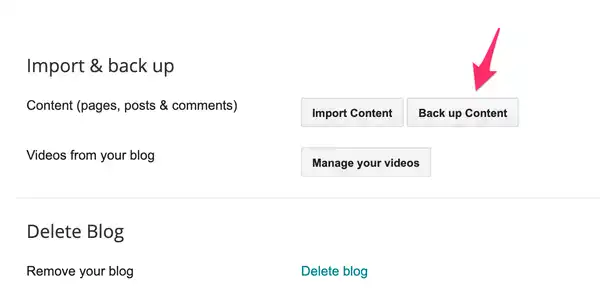 Import & back up
Content (pages, posts & comments) Import Content Back up Content
Videos from your blog Manage your videos
Delete Blog
Remove your blog Delete blog